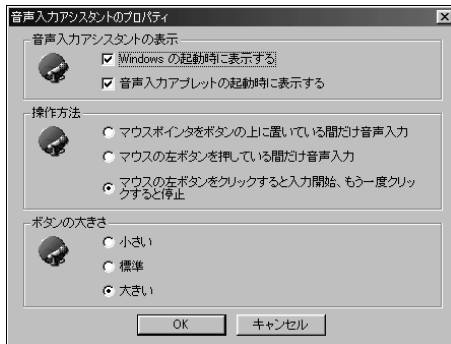 音声入力アシスタントのプロパティ
音声入力アシスタントの表示
Windows の起動時に表示する
音声入力アプレットの起動時に表示する
操作方法
マウスポインタをボタンの上に置いている間だけ音声入力
マウスの左ボタンを押している間だけ音声入力
マウスの左ボタンをクリックすると入力開始、もう一度クリッ
クすると停止
ボタンの大きさ
小さい
標準
大きい
OK キャンセル